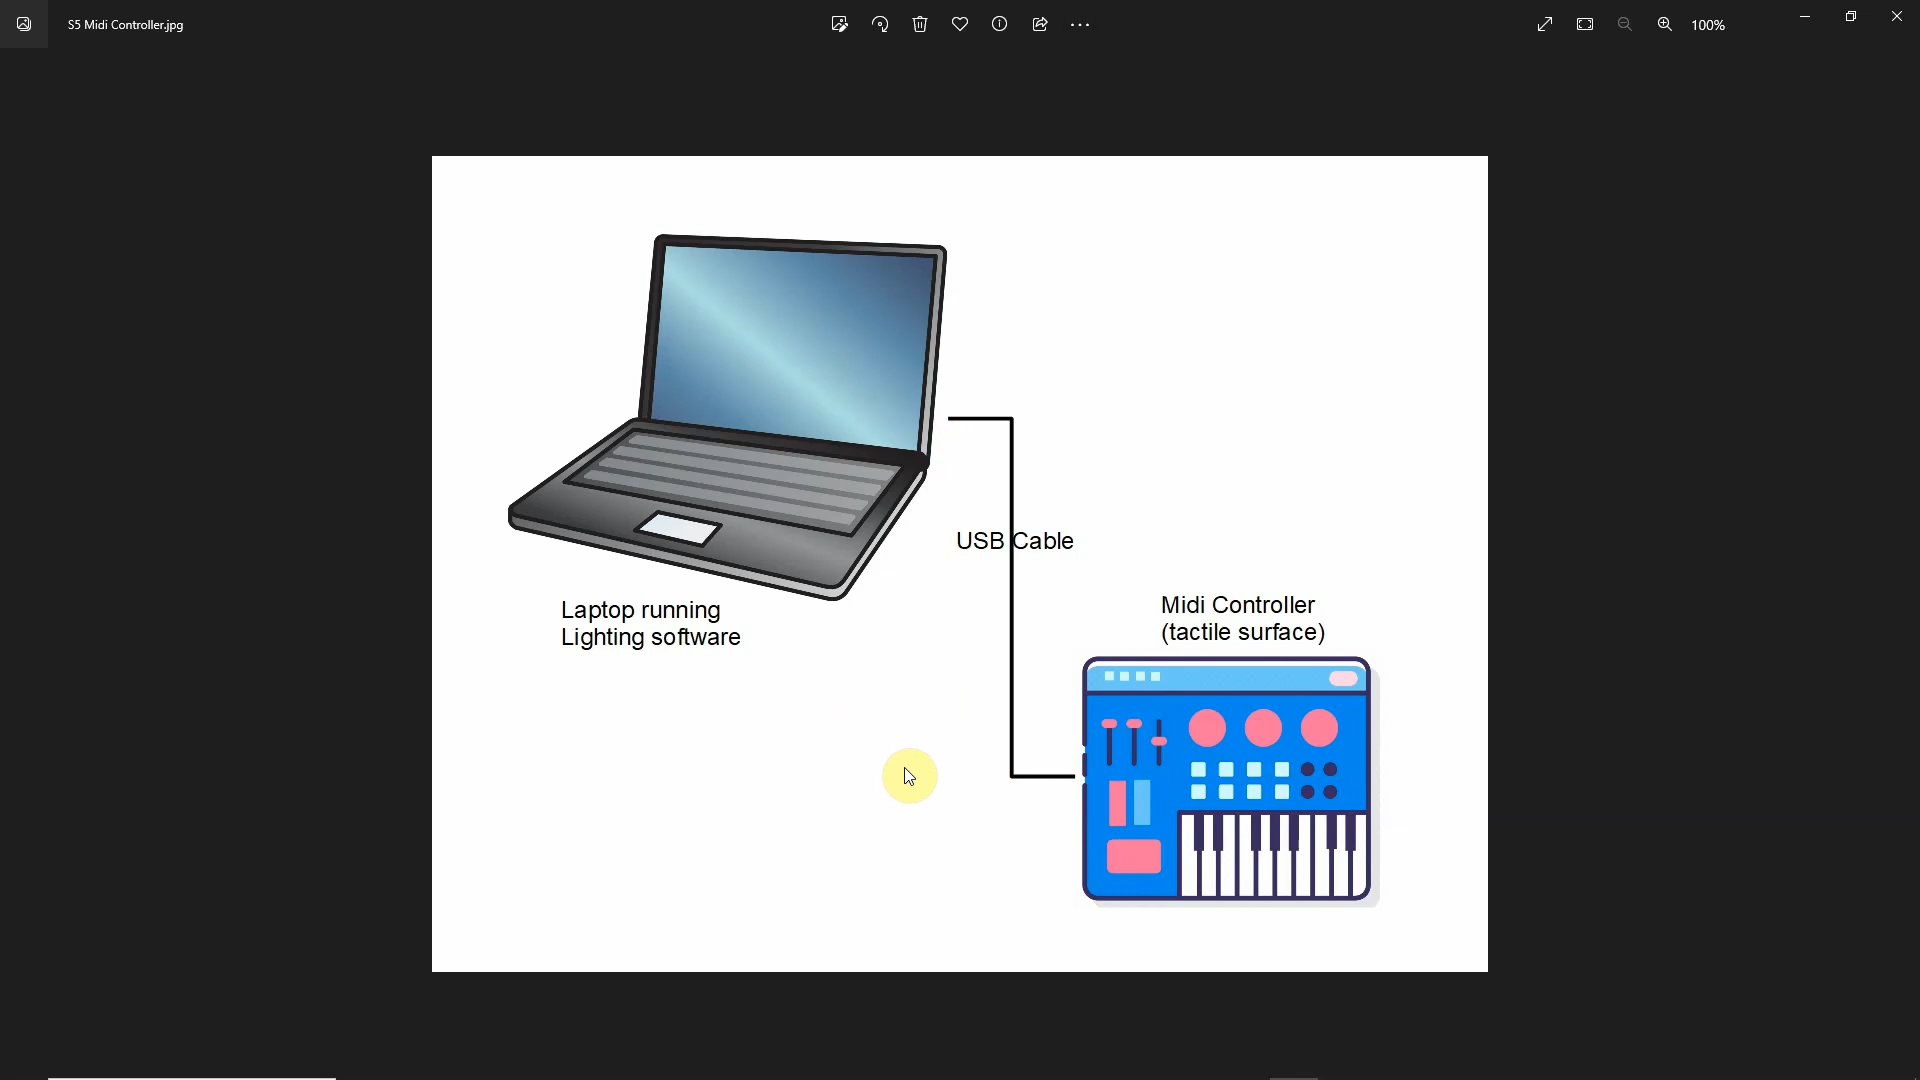 S5 Midi Controller.jpg
100%
USB Cable
Laptop running
Lighting software
Midi Controller
(tactile surface)